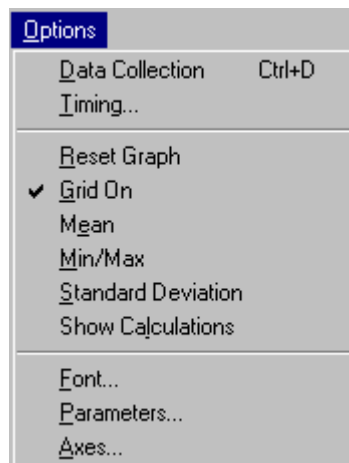 Options
Data Collection Ctrl+D
Timing...
Reset Graph
Grid On
Mean
Min/Max
Standard Deviation
Show Calculations
Font...
Parameters...
Axes...